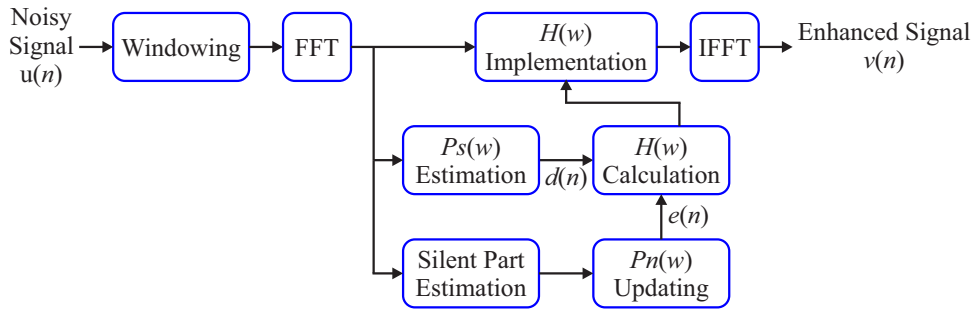 Noisy
Signal
u(n)
Windowing
FFT
H(w)
Implementation
IFFT
Enhanced Signal
v(n)
Ps(w)
Estimation
d(n)
H(w)
Calculation
e(n)
Silent Part
Estimation
Pn(w)
Updating